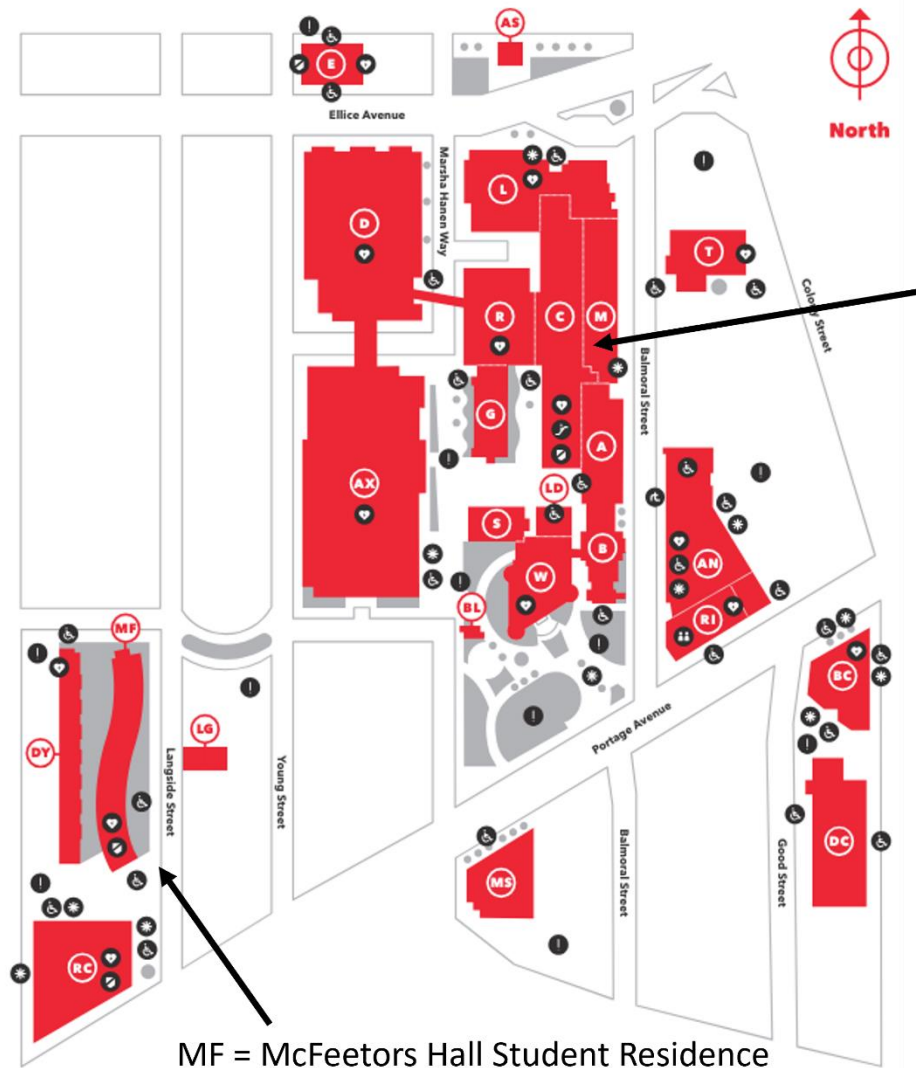 AS
E
Ellice Avenue
North
Marsha Hanen Way
L
D
T
R
C
M
Colony Street
Balmoral Street
G
A
AX
LD
S
B
W
AN
BL
RI
MF
BC
LG
Portage Avenue
DY
Langside Street
Young Street
Balmoral Street
Good Street
DC
MS
RC
MF = McFeetors Hall Student Residence